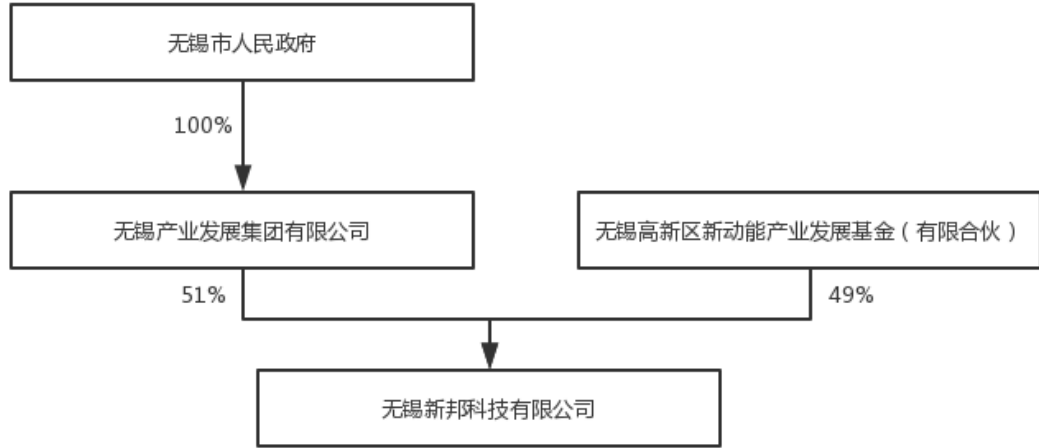 无锡市人民政府
100%
无锡产业发展集团有限公司
无锡高新区新动能产业发展基金（有限合伙）
51%
49%
无锡新邦科技有限公司